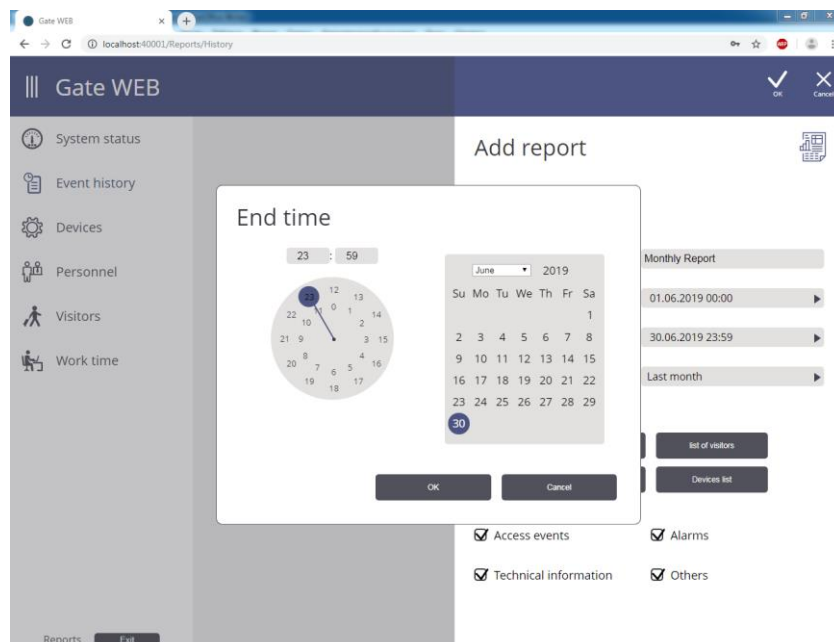 Gate WEB
localhost:40001/Reports/History
Gate WEB
OK
Cancel
System status
Event history
Devices
Personnel
Visitors
Work time
Reports
Exit
Add report
Monthly Report
01.06.2019 00:00
30.06.2019 23:59
Last month
list of visitors
Devices list
Access events
Alarms
Technical information
Others
End time
23 : 59
12
23
13
11 0 1
22
14
10
2
21 9
3 15
20
8
4
16
7
6
5
19
17
18
June 2019
Su Mo Tu We Th Fr Sa
1
2 3 4 5 6 7 8
9 10 11 12 13 14 15
16 17 18 19 20 21 22
23 24 25 26 27 28 29
30
OK
Cancel